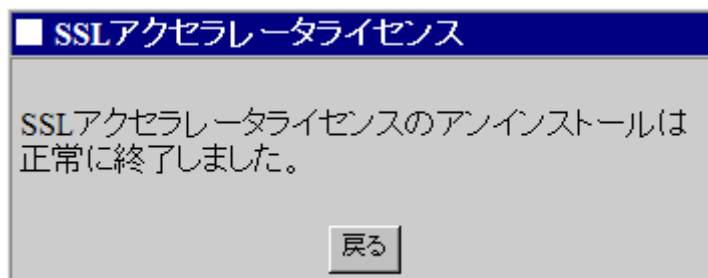 ■ SSLアクセラレータライセンス
SSLアクセラレータライセンスのアンインストールは
正常に終了しました。
戻る